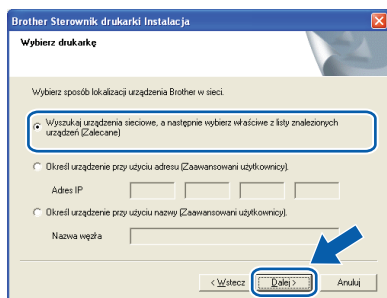 Brother Sterownik drukarki Instalacja
Wybierz drukarkę
Wybierz sposób lokalizacji urządzenia Brother w sieci.
Wyszukaj urządzenia sieciowe, a następnie wybierz właściwe z listy znalezionych
urządzeń (Zalecane)
Określ urządzenie przy użyciu adresu (Zaawansowani użytkownicy).
Adres IP
Określ urządzenie przy użyciu nazwy (Zaawansowani użytkownicy).
Nazwa węzła
< Wstecz Dalej > Anuluj